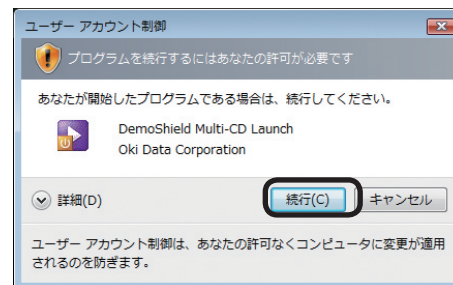 ユーザー アカウント制御
プログラムを続行するにはあなたの許可が必要です
あなたが開始したプログラムである場合は、続行してください。
DemoShield Multi-CD Launch
Oki Data Corporation
詳細(D)
続行(C)
キャンセル
ユーザー アカウント制御は、あなたの許可なくコンピュータに変更が適用
されるのを防ぎます。